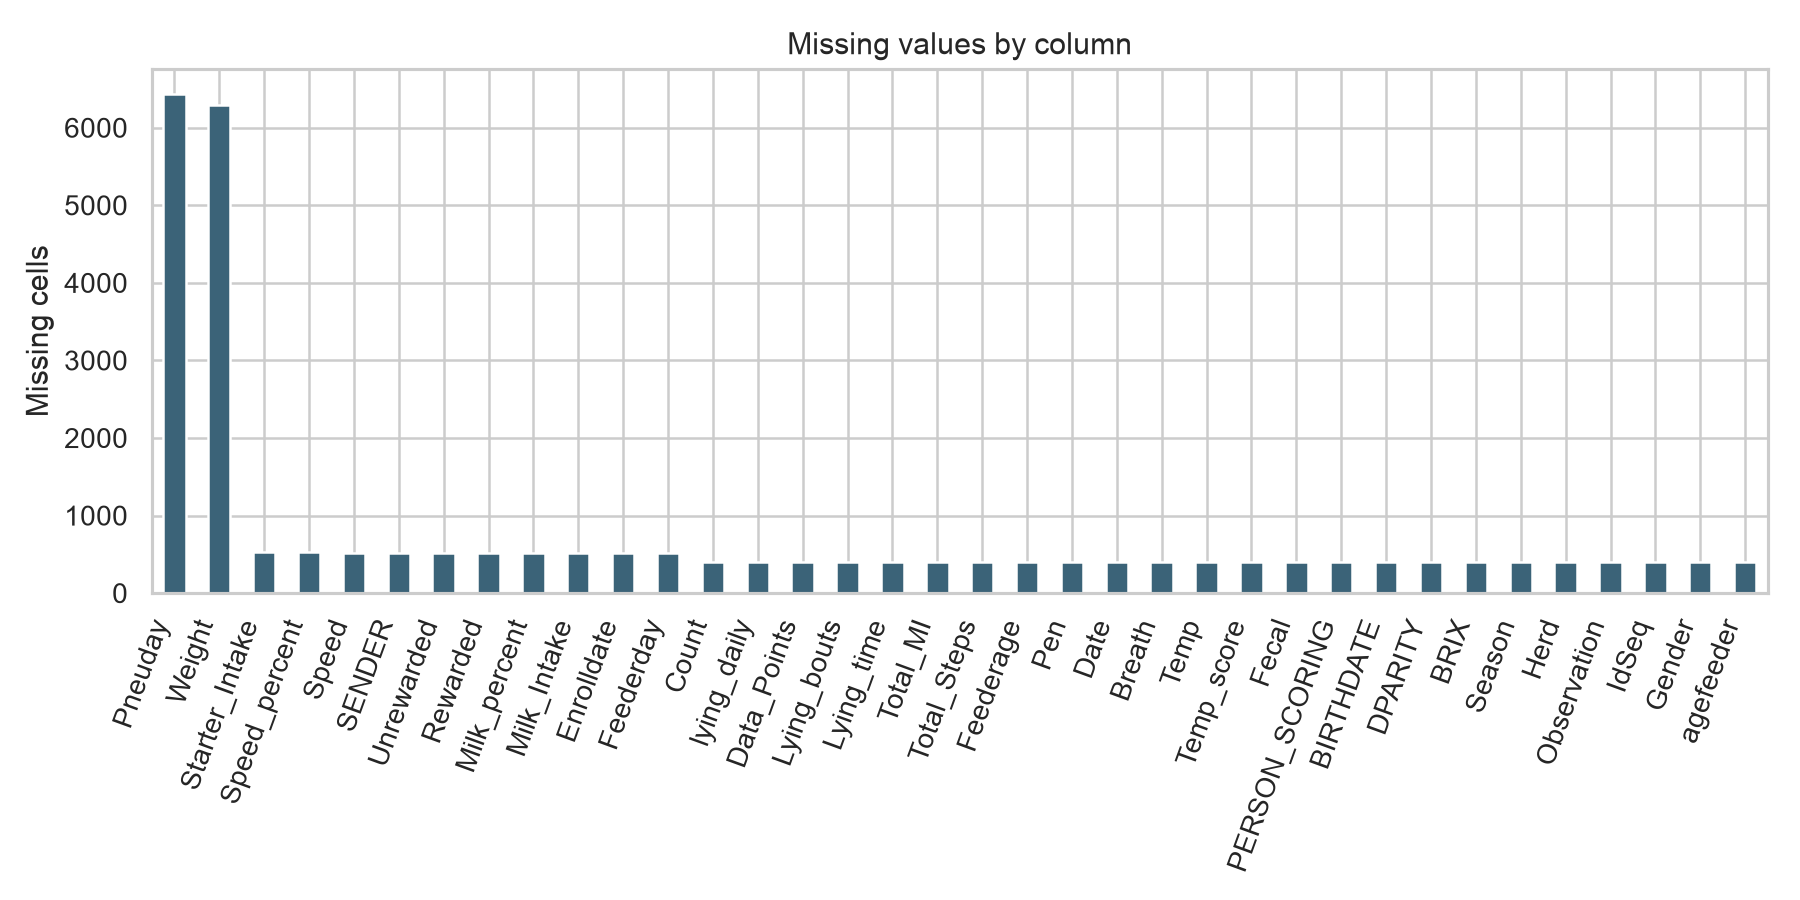 Missing values by column
Missing cells
6000
5000
4000
3000
2000
1000
0
Pneuday
Weight
Starter_Intake
Speed_percent
Speed
SENDER
Unrewarded
Rewarded
Milk_percent
Milk_Intake
Enrolldate
Feederday
Count
lying_daily
Data_Points
Lying_bouts
Lying_time
Total_MI
Total_Steps
Feederage
Pen
Date
Breath
Temp
Temp_score
Fecal
PERSON_SCORING
BIRTHDATE
DPARITY
BRIX
Season
Herd
Observation
IdSeq
Gender
agefeeder